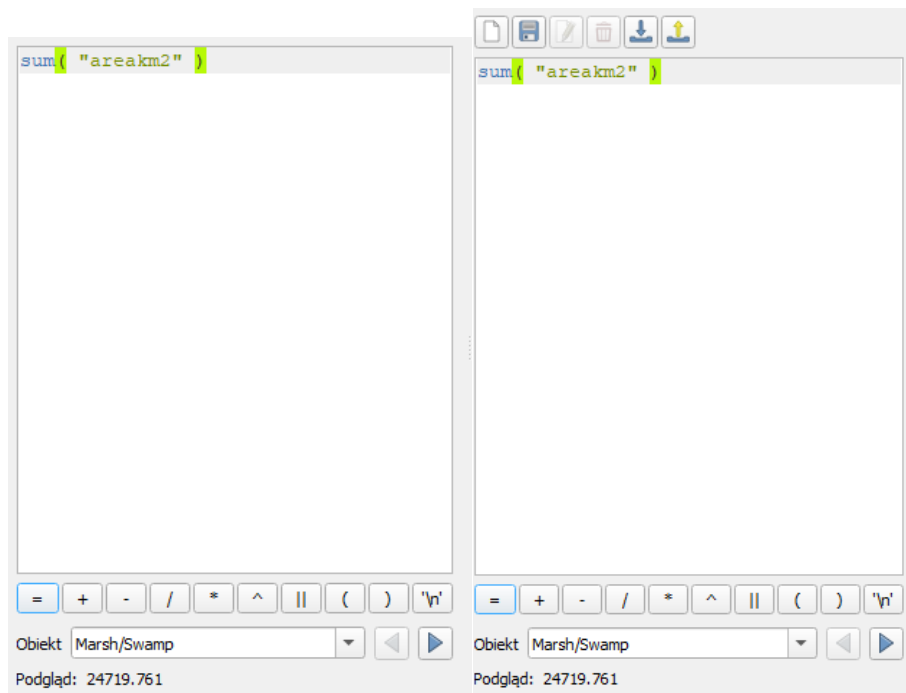 sum( "areakm2" )
= + - / * ^ || ( ) '\n'
Obiekt Marsh/Swamp
Podgląd: 24719.761
sum( "areakm2" )
= + - / * ^ || ( ) '\n'
Obiekt Marsh/Swamp
Podgląd: 24719.761